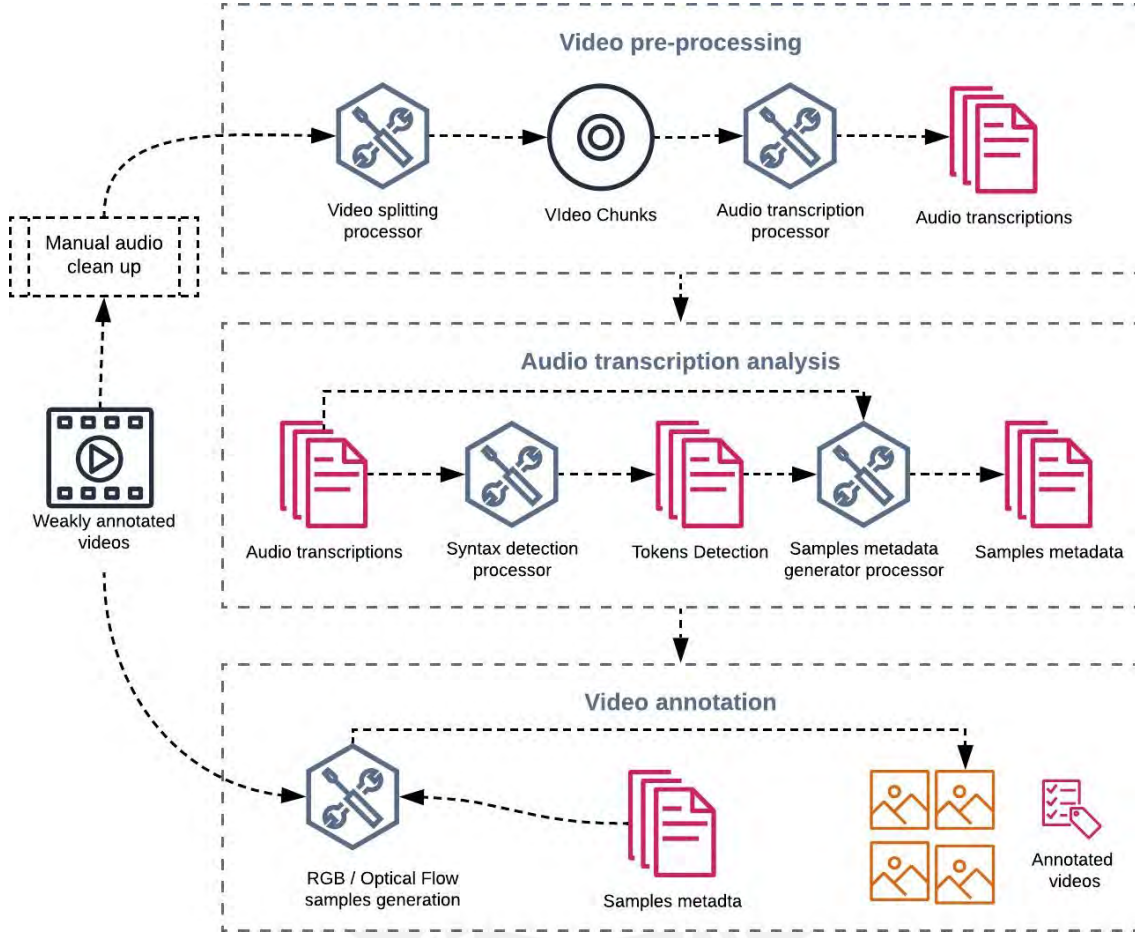 Video pre-processing
Video splitting
processor
VIdeo Chunks
Audio transcription
processor
Audio transcriptions
Manual audio
clean up
Audio transcription analysis
Weakly annotated
videos
Audio transcriptions
Syntax detection
processor
Tokens Detection
Samples metadata
generator processor
Samples metadata
Video annotation
RGB / Optical Flow
samples generation
Samples metadta
Annotated
videos